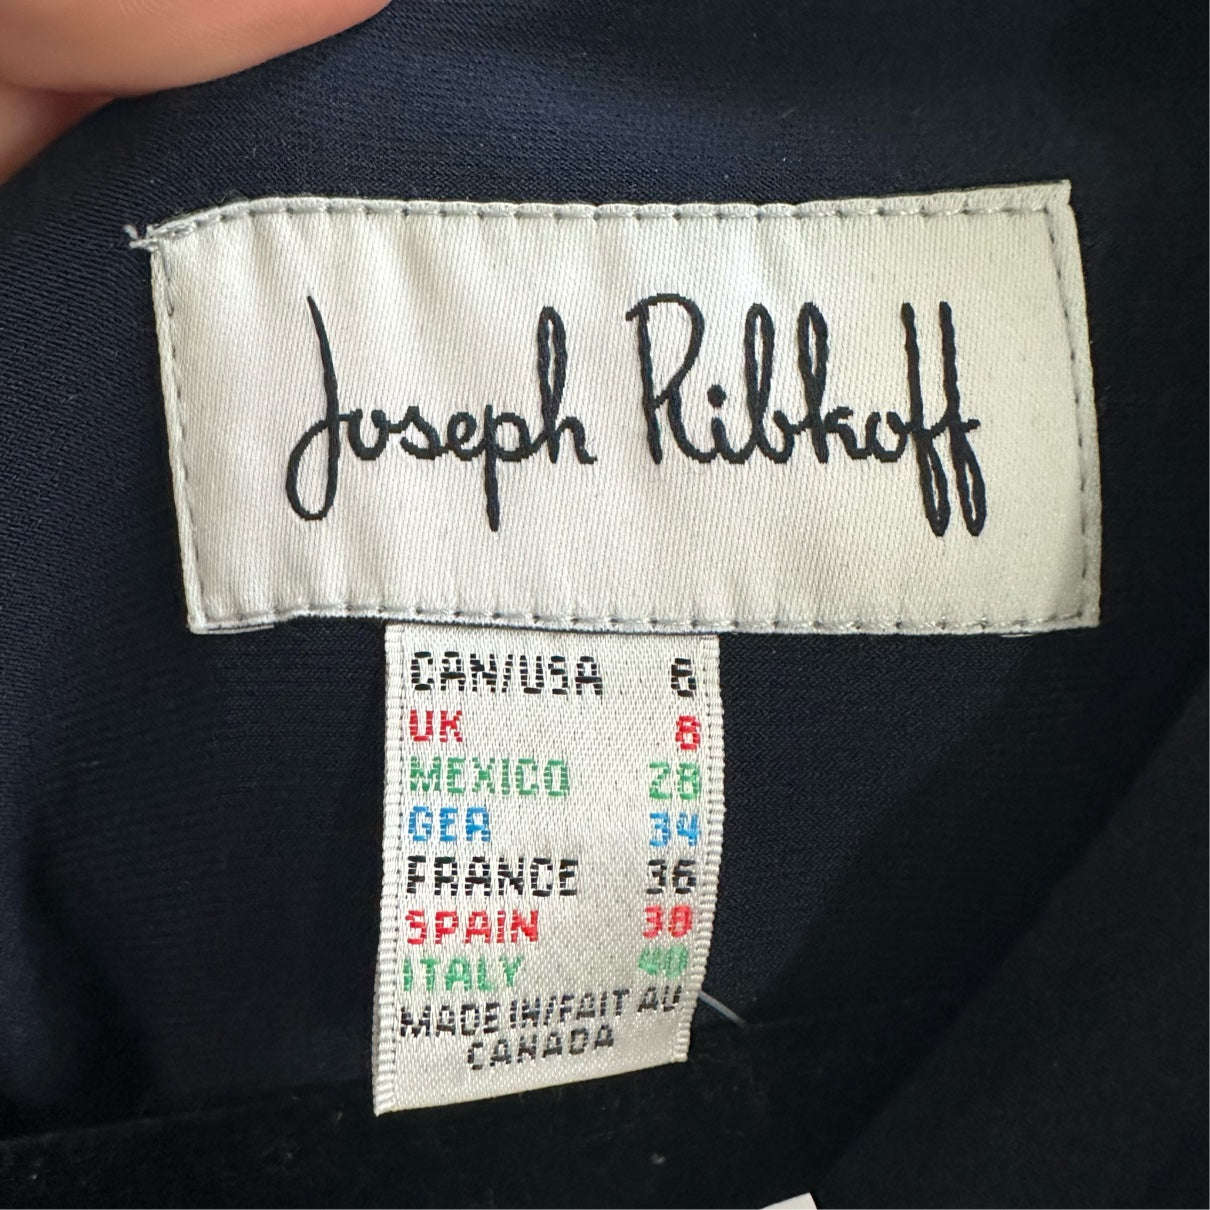 Joseph Ribkoff
CAN/USA 6
UK 8
MEXICO 28
GER 34
FRANCE 36
SPAIN 38
ITALY 40
MADE IN/FAIT AU
CANADA